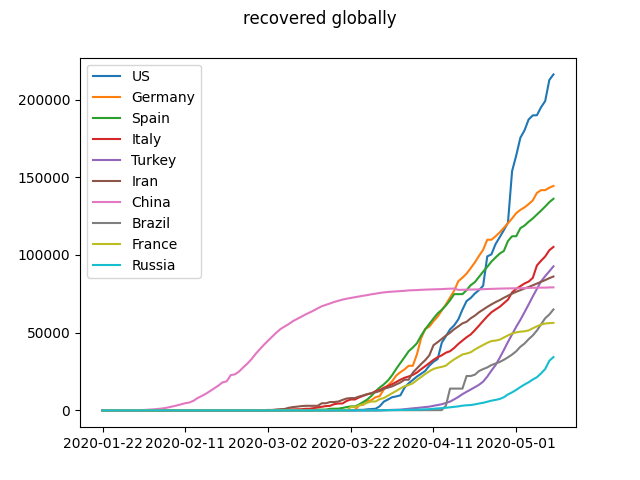 recovered globally
US
Germany
Spain
Italy
Turkey
Iran
China
Brazil
France
Russia
200000
150000
100000
50000
0
2020-01-22 2020-02-11 2020-03-02 2020-03-22 2020-04-11 2020-05-01